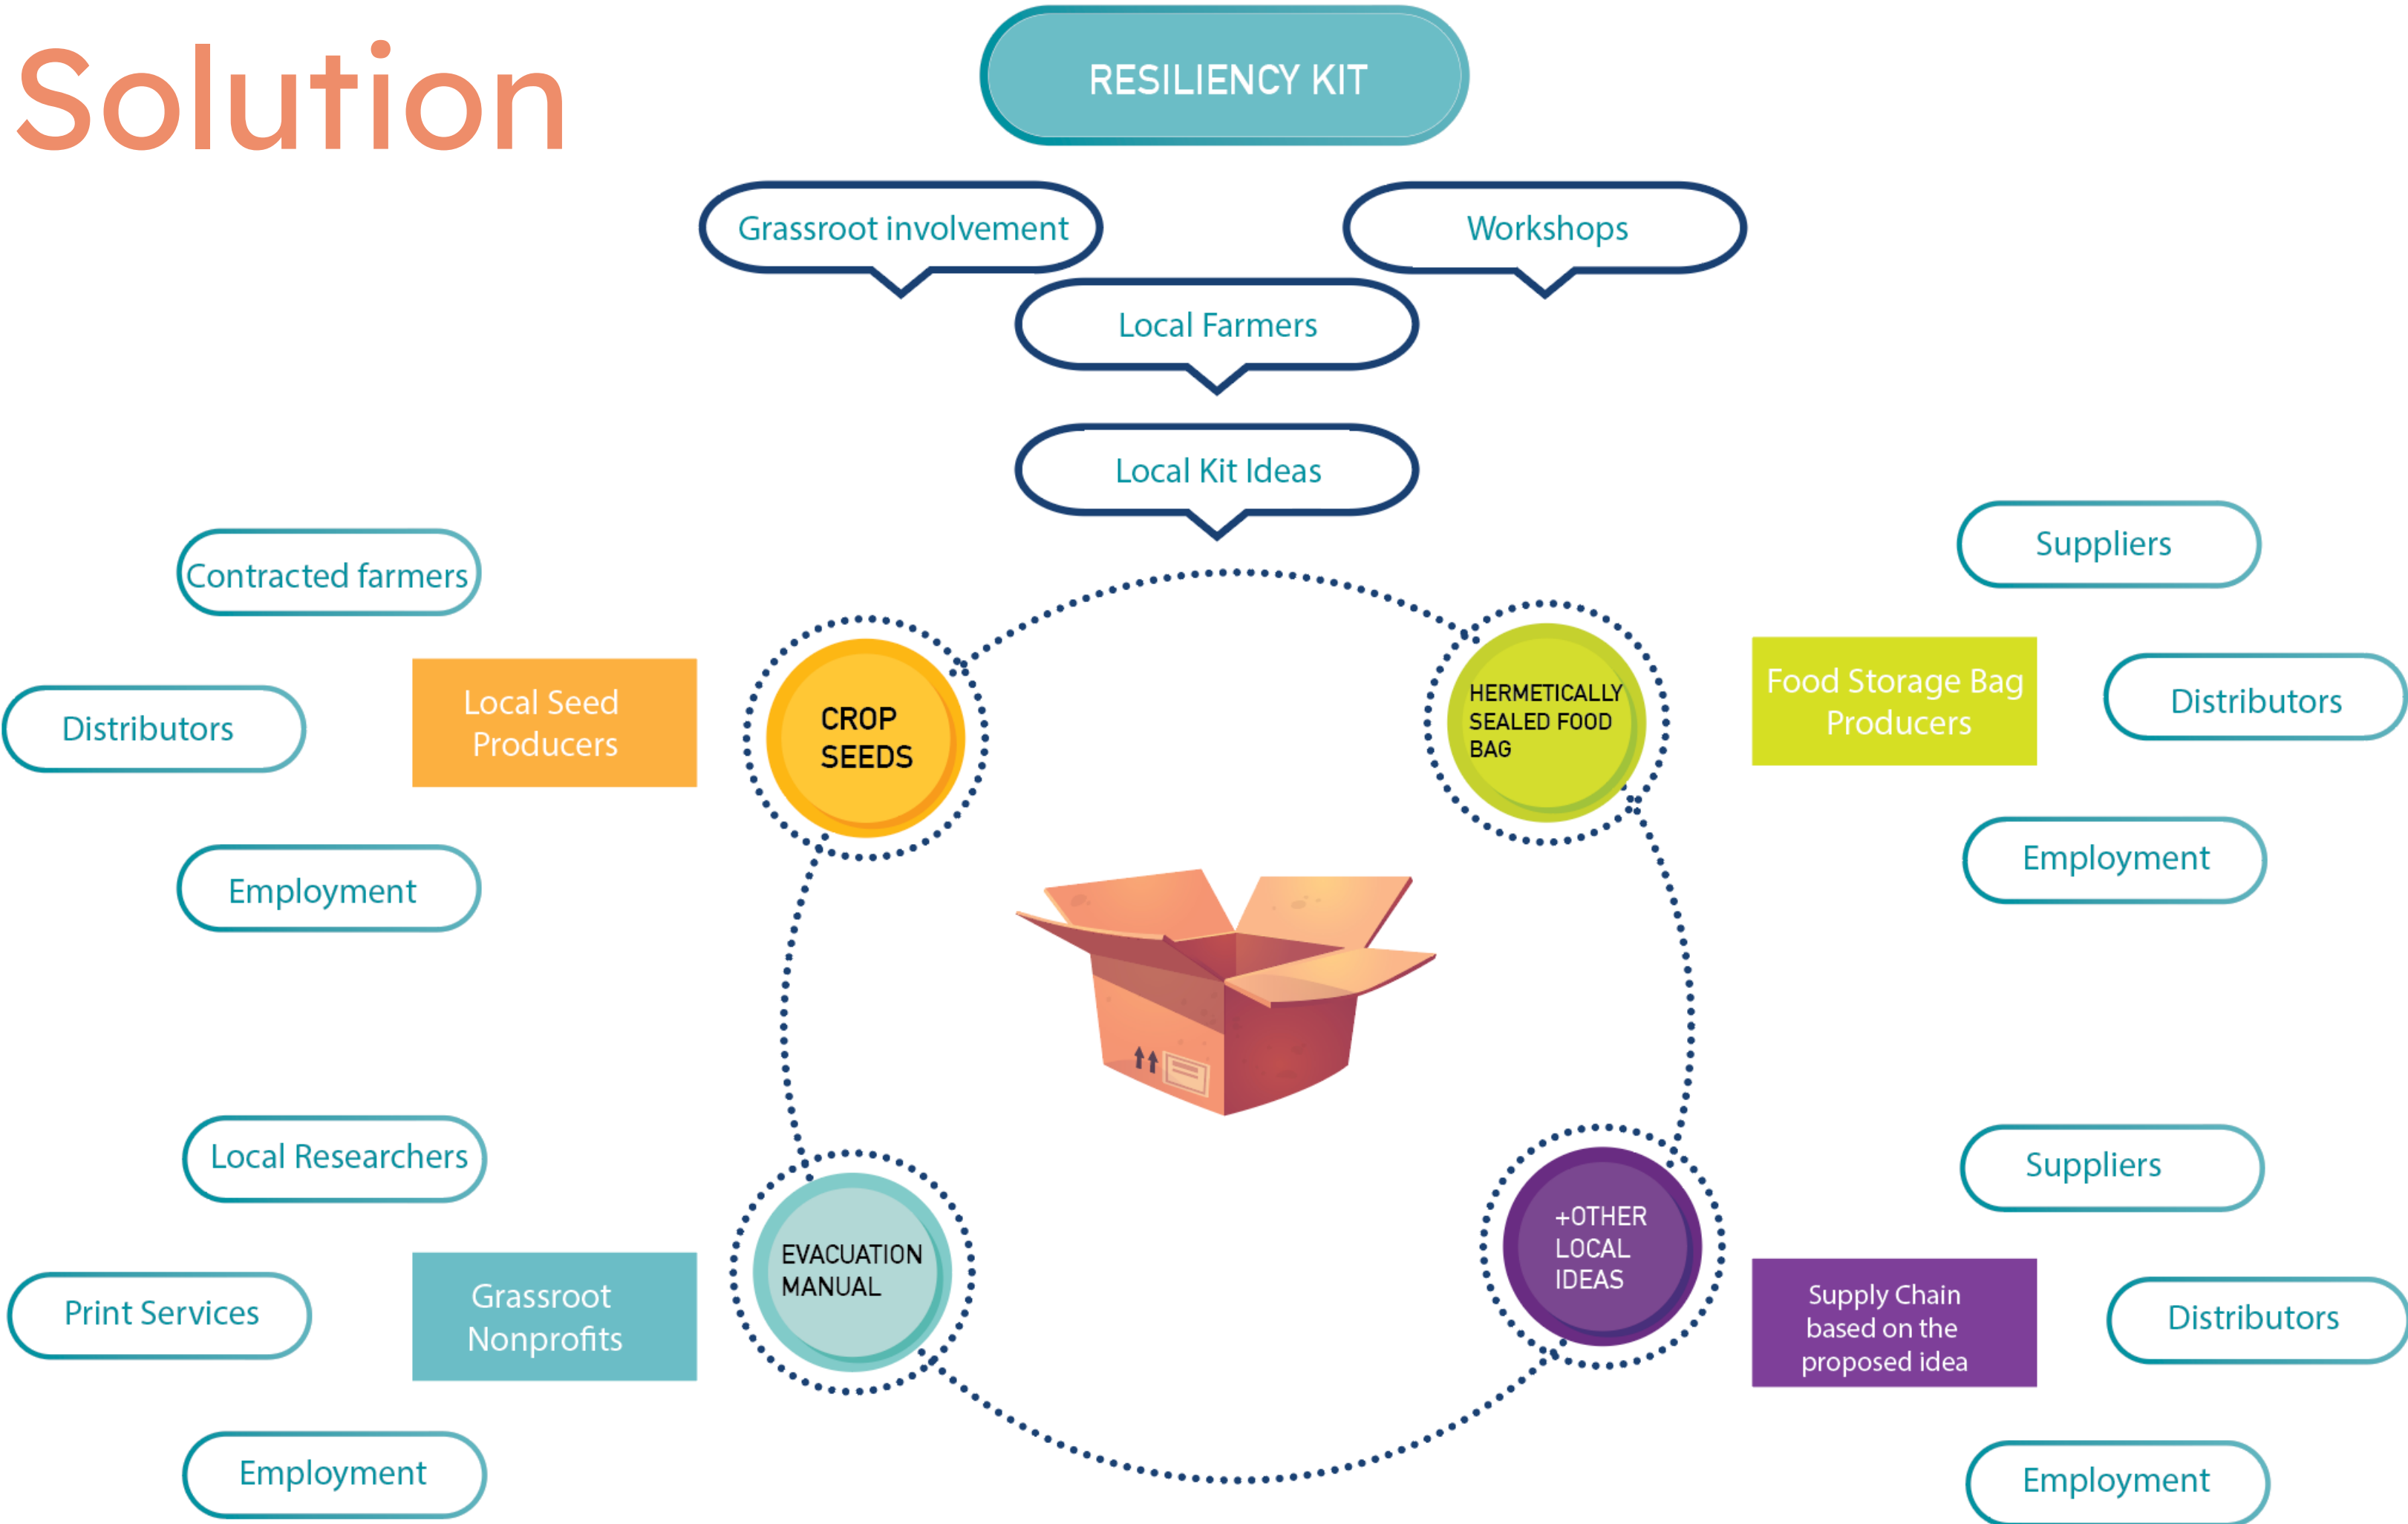 Solution
RESILIENCY KIT
Grassroot involvement
Workshops
Local Farmers
Local Kit Ideas
Contracted farmers
Distributors
Local Seed
Producers
Employment
CROP
SEEDS
HERMETICALLY
SEALED FOOD
BAG
Food Storage Bag
Producers
Suppliers
Distributors
Employment
Local Researchers
Print Services
Grassroot
Nonprofits
Employment
EVACUATION
MANUAL
+OTHER
LOCAL
IDEAS
Supply Chain
based on the
proposed idea
Suppliers
Distributors
Employment